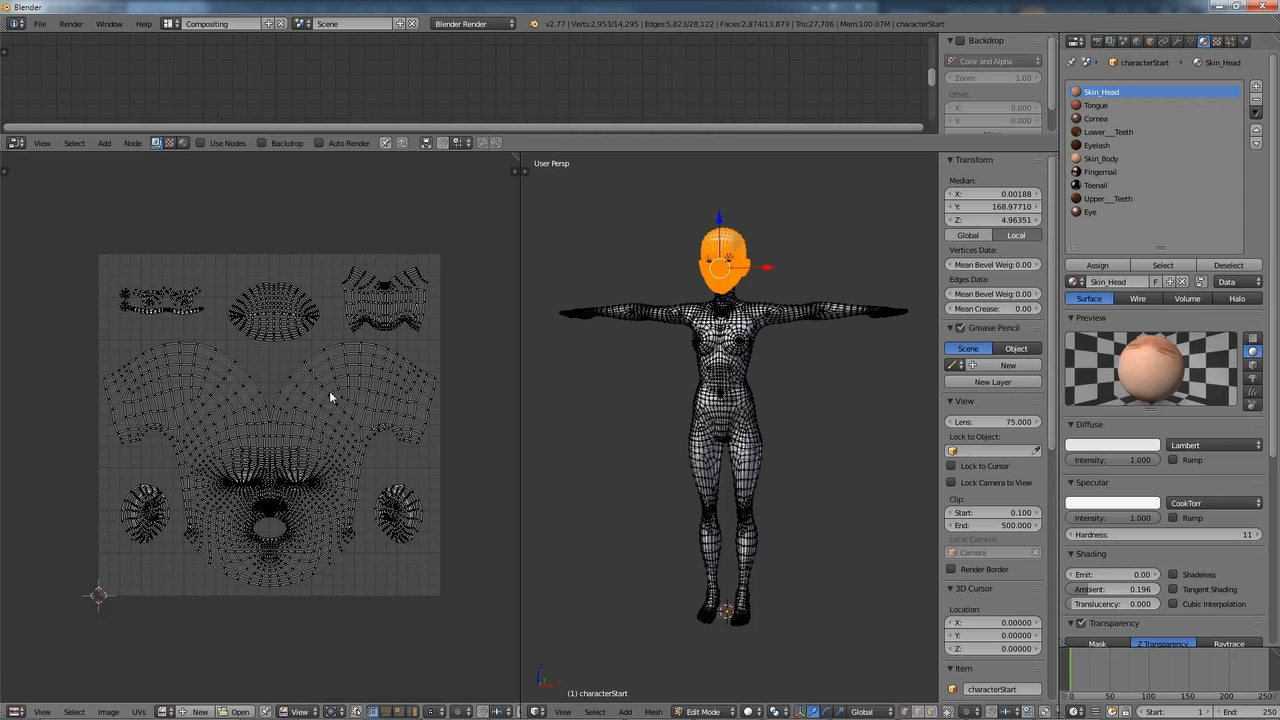 Blender
File Render Window Help Compositing Scene Blender Render v2.77 | Verts:2,953/14,295 | Edges:5,823/28,122 | Faces:2,874/13,879 | Tris:27,706 | Mem:100.07M | characterStart
Backdrop
Color and Alpha
Zoom: 1.00
Offset:
X: 0.000
Y: 0.000
Move
View Select Add Node Use Nodes Backdrop Auto Render
User Persp
(1) characterStart
Transform
Median:
X: 0.00188
Y: 168.97710
Z: 4.96351
Global Local
Vertices Data:
Mean Bevel Weig: 0.00
Edges Data:
Mean Bevel Weig: 0.00
Mean Crease: 0.00
Grease Pencil
Scene Object
New
New Layer
View
Lens: 75.000
Lock to Object:
Lock to Cursor
Lock Camera to View
Clip:
Start: 0.100
End: 500.000
Local Camera:
Camera
Render Border
3D Cursor
Location:
X: 0.00000
Y: 0.00000
Z: 0.00000
Item
characterStart
characterStart Skin_Head
Skin_Head
Tongue
Cornea
Lower__Teeth
Eyelash
Skin_Body
Fingernail
Toenail
Upper__Teeth
Eye
Assign Select Deselect
Skin_Head F Data
Surface Wire Volume Halo
Preview
Diffuse
Lambert
Intensity: 1.000 Ramp
Specular
CookTorr
Intensity: 1.000 Ramp
Hardness: 11
Shading
Emit: 0.00 Shadeless
Ambient: 0.196 Tangent Shading
Translucency: 0.000 Cubic Interpolation
Transparency
Mask Z Transparency Raytrace
0 50 100 150 200 250
View Select Image UVs New Open View
View Select Add Mesh Edit Mode Global
Start: 1 End: 250